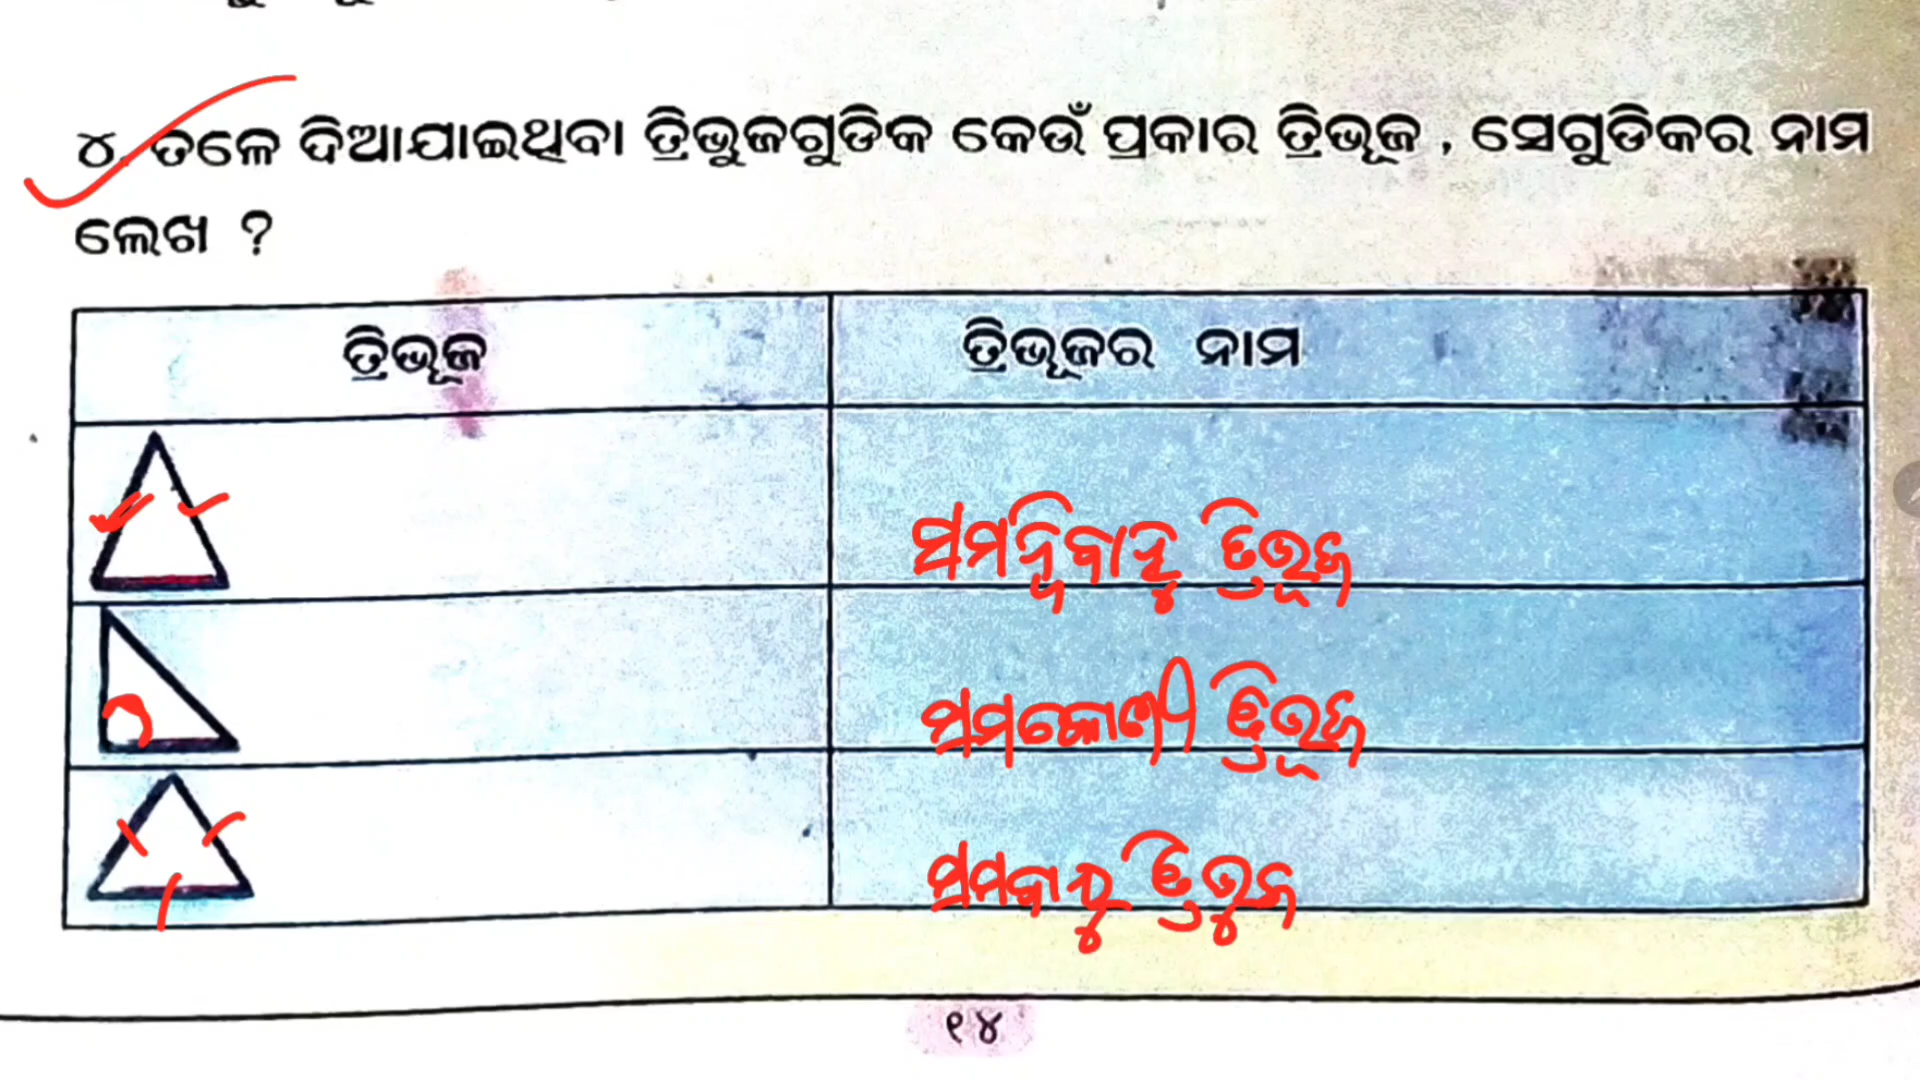 ୪. ତଳେ ଦିଆଯାଇଥିବା ତ୍ରିଭୁଜଗୁଡିକ କେଉଁ ପ୍ରକାର ତ୍ରିଭୂଜ , ସେଗୁଡିକର ନାମ
ଲେଖ ?
ତ୍ରିଭୂଜ ତ୍ରିଭୂଜର ନାମ
ସମଦ୍ବିବାହୁ ତ୍ରିଭୂଜ
ସମକୋଣୀ ତ୍ରିଭୂଜ
ସମବାହୁ ତ୍ରିଭୁଜ
୧୪